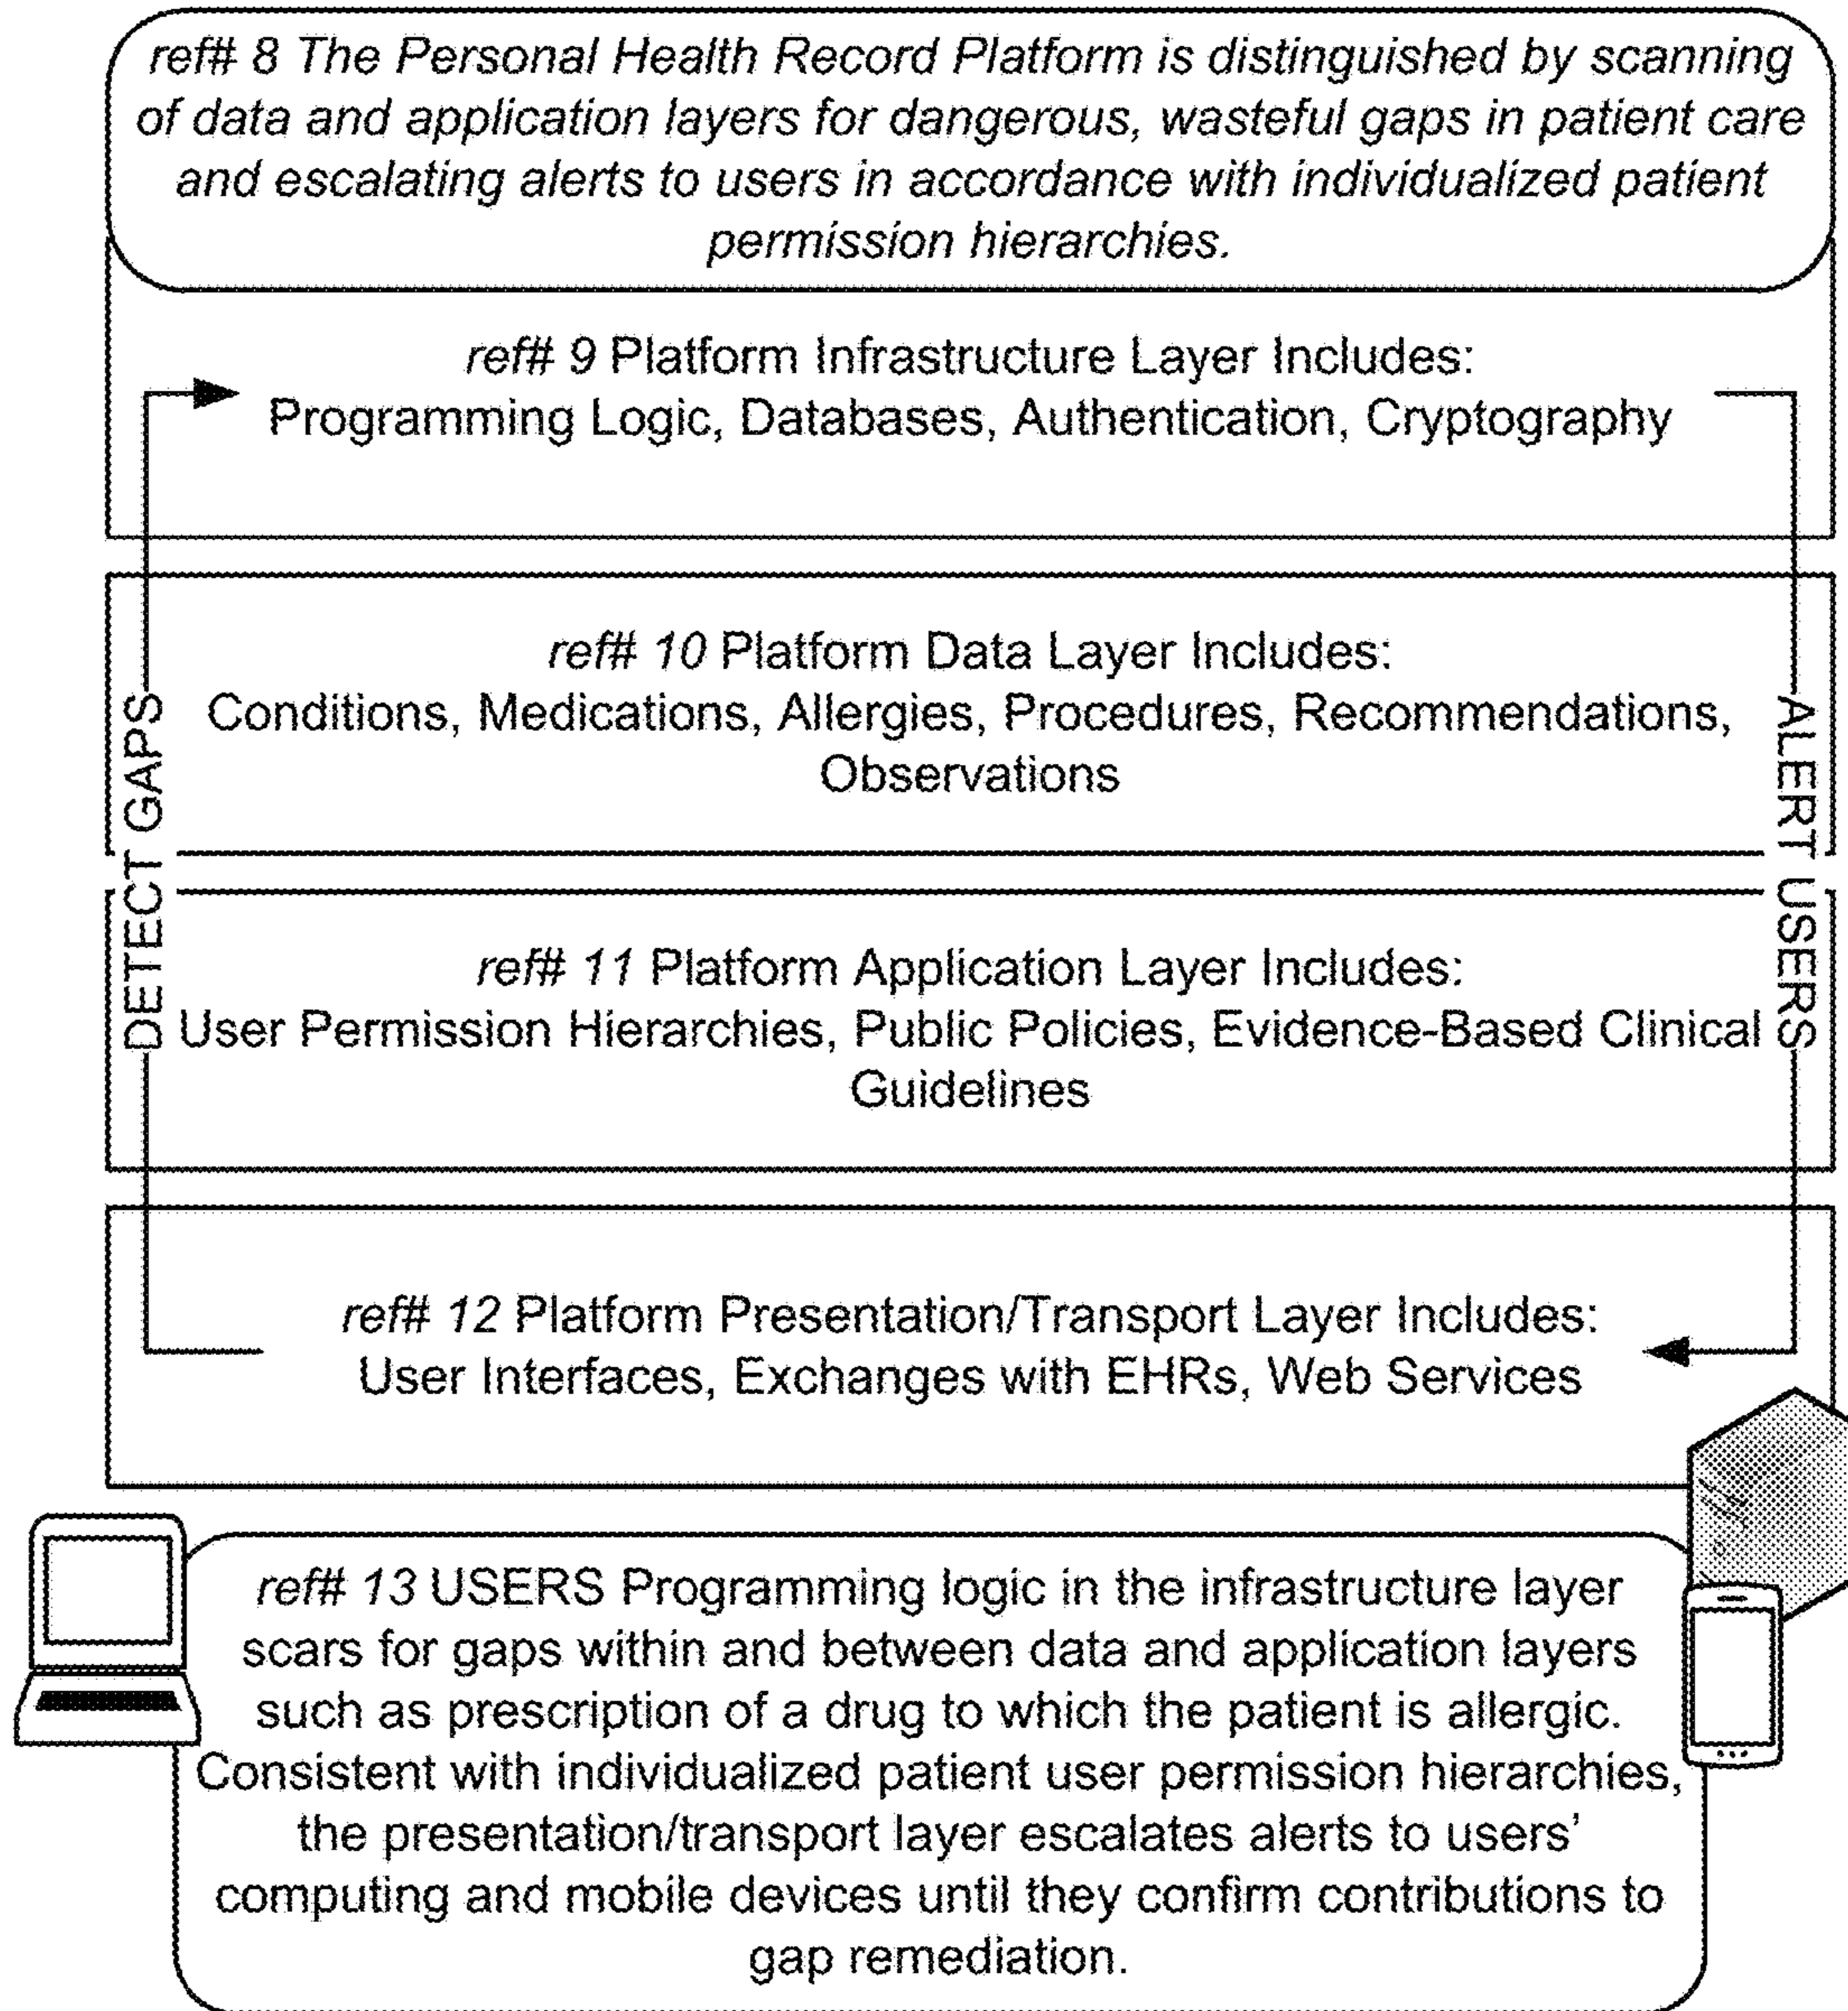 ref# 8 The Personal Health Record Platform is distinguished by scanning
of data and application layers for dangerous, wasteful gaps in patient care
and escalating alerts to users in accordance with individualized patient
permission hierarchies.
ref# 9 Platform Infrastructure Layer Includes:
Programming Logic, Databases, Authentication, Cryptography
DETECT GAPS
ALERT USERS
ref# 10 Platform Data Layer Includes:
Conditions, Medications, Allergies, Procedures, Recommendations,
Observations
ref# 11 Platform Application Layer Includes:
User Permission Hierarchies, Public Policies, Evidence-Based Clinical
Guidelines
ref# 12 Platform Presentation/Transport Layer Includes:
User Interfaces, Exchanges with EHRs, Web Services
ref# 13 USERS Programming logic in the infrastructure layer
scars for gaps within and between data and application layers
such as prescription of a drug to which the patient is allergic.
Consistent with individualized patient user permission hierarchies,
the presentation/transport layer escalates alerts to users'
computing and mobile devices until they confirm contributions to
gap remediation.